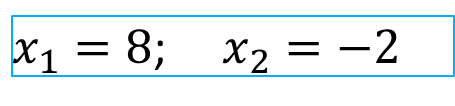 x₁ = 8;   x₂ = −2